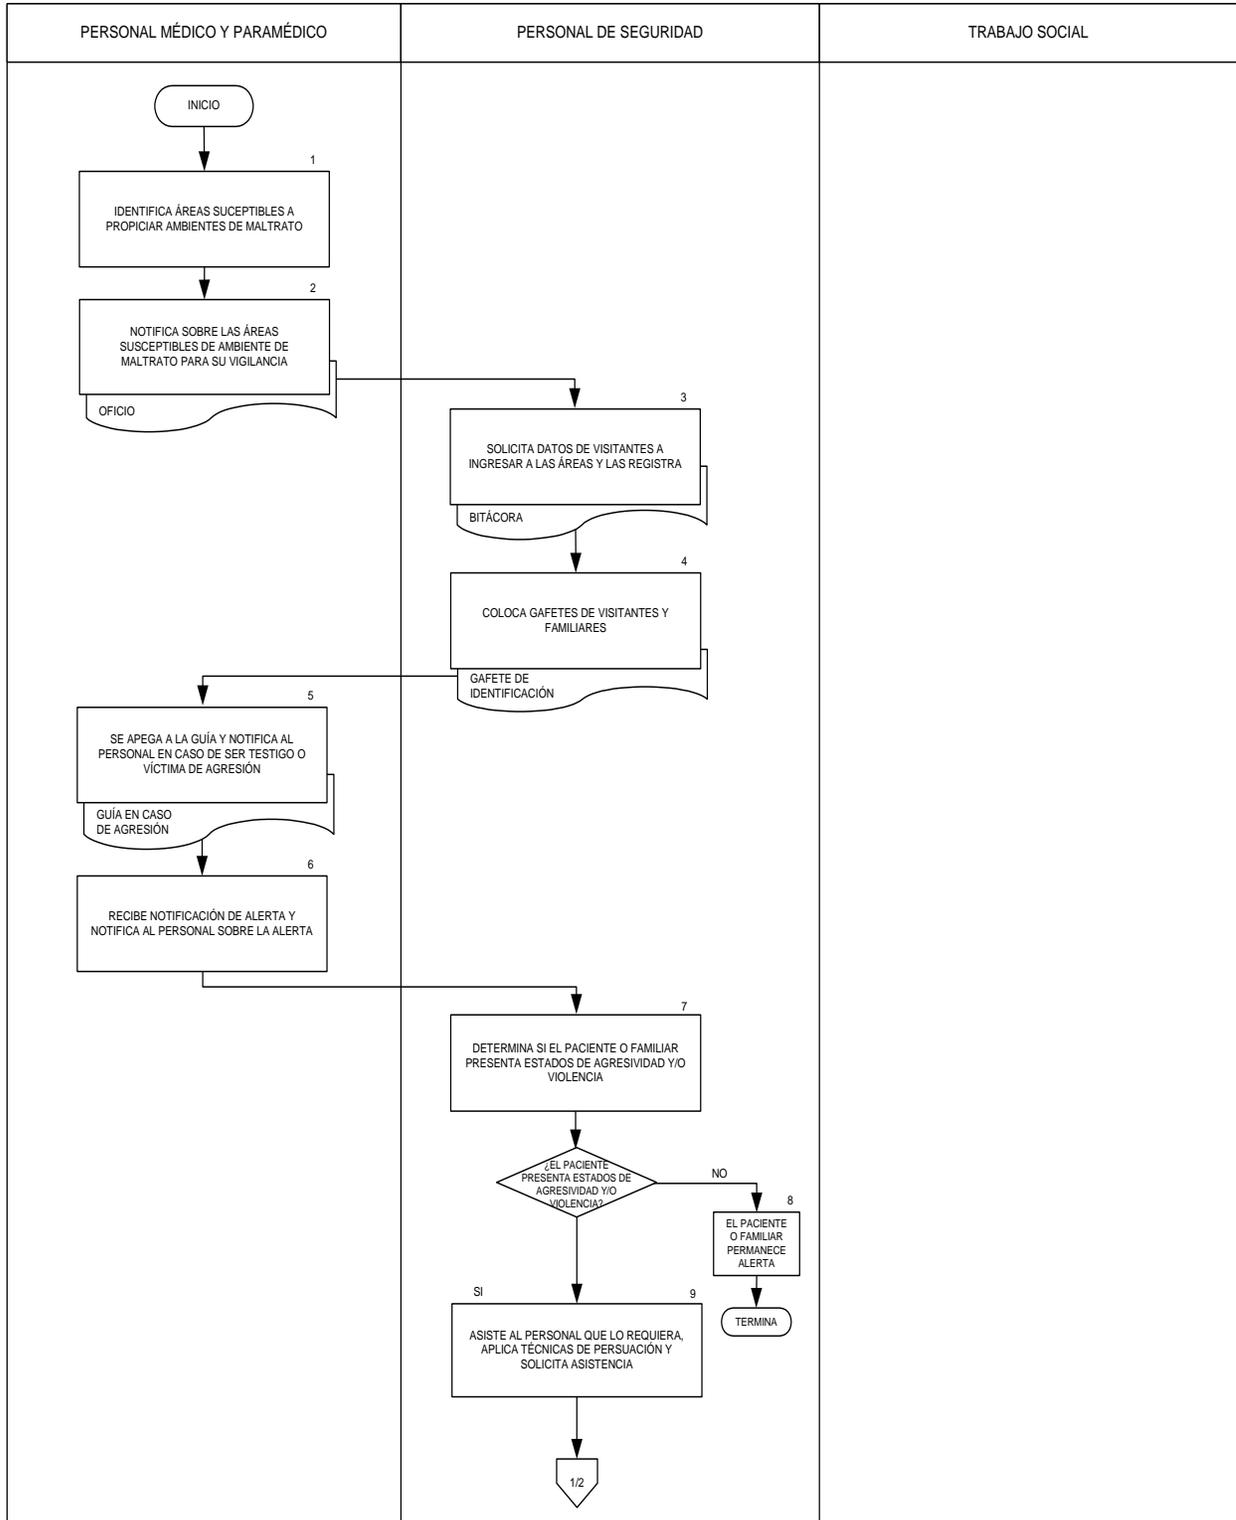 PERSONAL MÉDICO Y PARAMÉDICO
PERSONAL DE SEGURIDAD
TRABAJO SOCIAL
INICIO
1
IDENTIFICA ÁREAS SUCEPTIBLES A
PROPICIAR AMBIENTES DE MALTRATO
2
NOTIFICA SOBRE LAS ÁREAS
SUSCEPTIBLES DE AMBIENTE DE
MALTRATO PARA SU VIGILANCIA
OFICIO
3
SOLICITA DATOS DE VISITANTES A
INGRESAR A LAS ÁREAS Y LAS REGISTRA
BITÁCORA
4
COLOCA GAFETES DE VISITANTES Y
FAMILIARES
GAFETE DE
IDENTIFICACIÓN
5
SE APEGA A LA GUÍA Y NOTIFICA AL
PERSONAL EN CASO DE SER TESTIGO O
VÍCTIMA DE AGRESIÓN
GUÍA EN CASO
DE AGRESIÓN
6
RECIBE NOTIFICACIÓN DE ALERTA Y
NOTIFICA AL PERSONAL SOBRE LA ALERTA
7
DETERMINA SI EL PACIENTE O FAMILIAR
PRESENTA ESTADOS DE AGRESIVIDAD Y/O
VIOLENCIA
¿EL PACIENTE
PRESENTA ESTADOS DE
AGRESIVIDAD Y/O
VIOLENCIA?
NO
8
EL PACIENTE
O FAMILIAR
PERMANECE
ALERTA
TERMINA
SI
9
ASISTE AL PERSONAL QUE LO REQUIERA,
APLICA TÉCNICAS DE PERSUACIÓN Y
SOLICITA ASISTENCIA
1/2